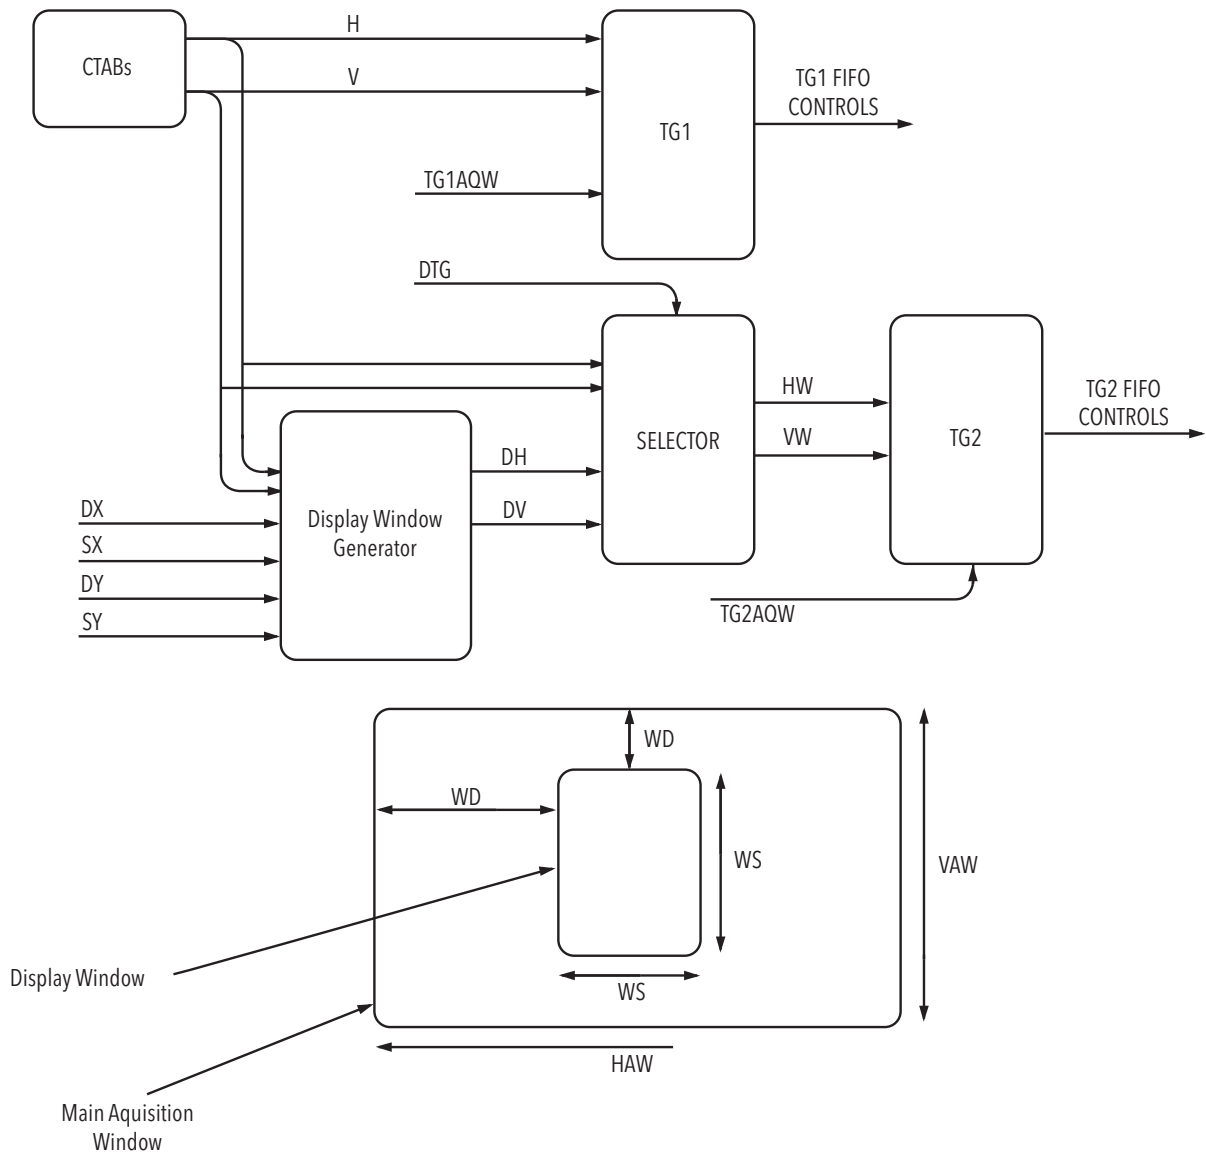 H
CTABs
V
TG1 FIFO
CONTROLS
TG1
TG1AQW
DTG
HW
TG2 FIFO
CONTROLS
SELECTOR
VW
TG2
DH
DX
DV
Display Window
Generator
SX
DY
SY
TG2AQW
WD
WD
WS
VAW
Display Window
WS
HAW
Main Aquisition
Window